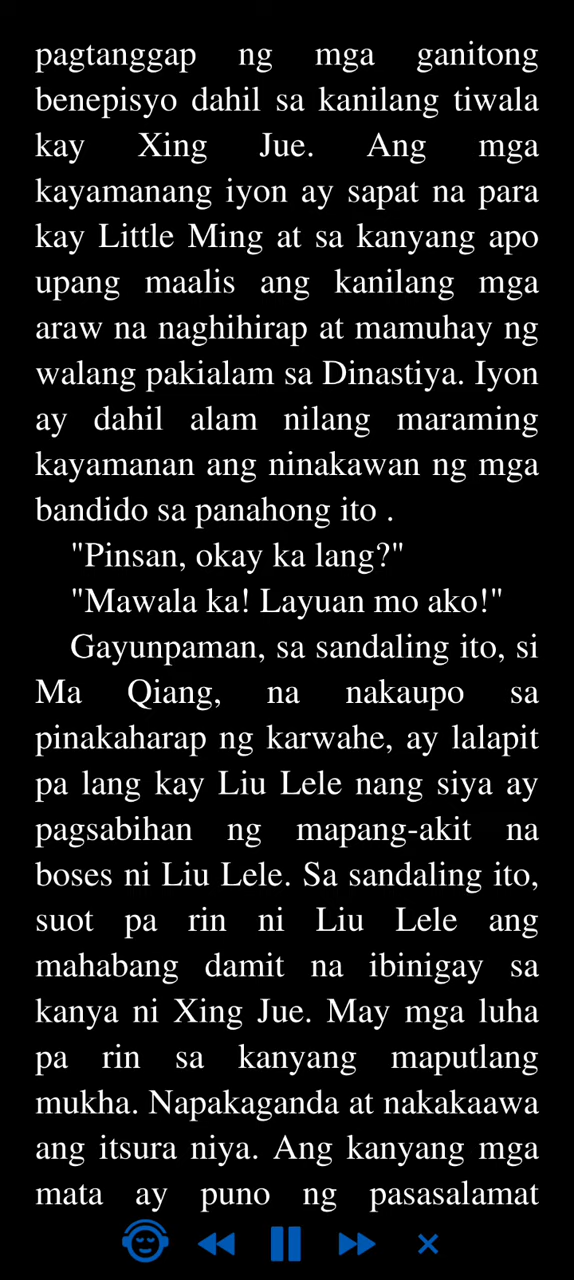 pagtanggap ng mga ganitong
benepisyo dahil sa kanilang tiwala
kay Xing Jue. Ang mga
kayamanang iyon ay sapat na para
kay Little Ming at sa kanyang apo
upang maalis ang kanilang mga
araw na naghihirap at mamuhay ng
walang pakialam sa Dinastiya. Iyon
ay dahil alam nilang maraming
kayamanan ang ninakawan ng mga
bandido sa panahong ito .
"Pinsan, okay ka lang?"
"Mawala ka! Layuan mo ako!"
Gayunpaman, sa sandaling ito, si
Ma Qiang, na nakaupo sa
pinakaharap ng karwahe, ay lalapit
pa lang kay Liu Lele nang siya ay
pagsabihan ng mapang-akit na
boses ni Liu Lele. Sa sandaling ito,
suot pa rin ni Liu Lele ang
mahabang damit na ibinigay sa
kanya ni Xing Jue. May mga luha
pa rin sa kanyang maputlang
mukha. Napakaganda at nakakaawa
ang itsura niya. Ang kanyang mga
mata ay puno ng pasasalamat